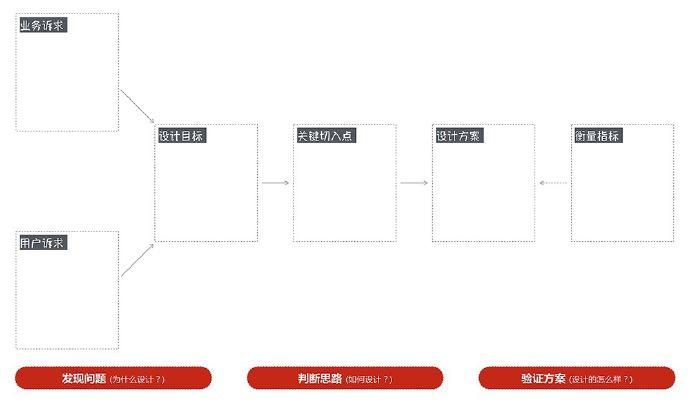 业务诉求
设计目标
关键切入点
设计方案
衡量指标
用户诉求
发现问题 (为什么设计？)
判断思路 (如何设计？)
验证方案 (设计的怎么样？)